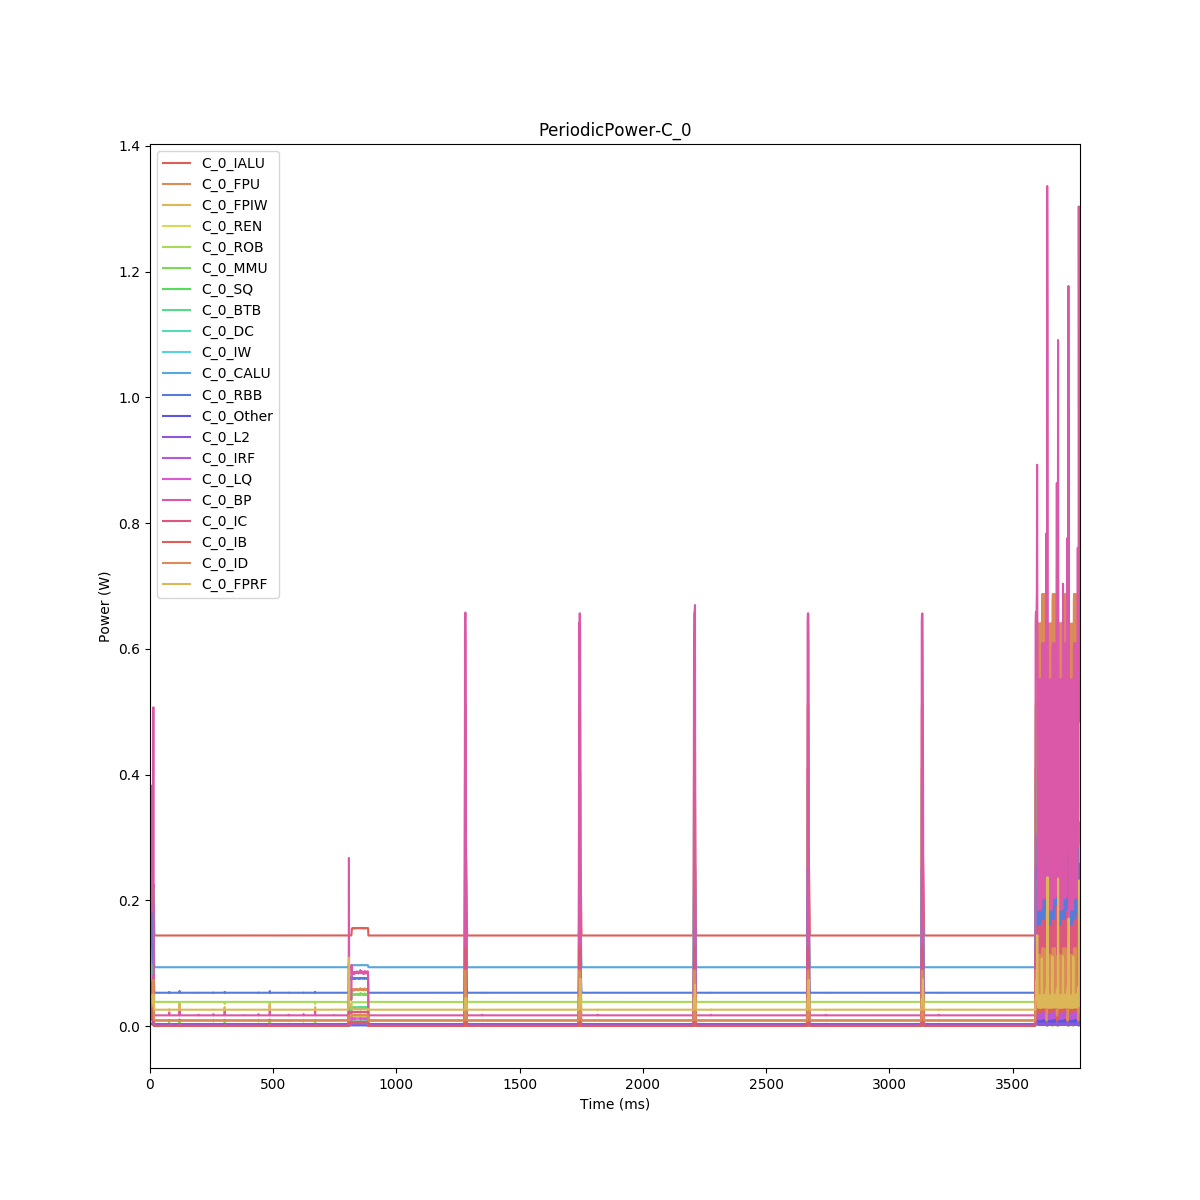 PeriodicPower-C_0
1.4
1.2
1.0
0.8
0.6
0.4
0.2
0.0
Power (W)
C_0_IALU
C_0_FPU
C_0_FPIW
C_0_REN
C_0_ROB
C_0_MMU
C_0_SQ
C_0_BTB
C_0_DC
C_0_IW
C_0_CALU
C_0_RBB
C_0_Other
C_0_L2
C_0_IRF
C_0_LQ
C_0_BP
C_0_IC
C_0_IB
C_0_ID
C_0_FPRF
0 500 1000 1500 2000 2500 3000 3500
Time (ms)